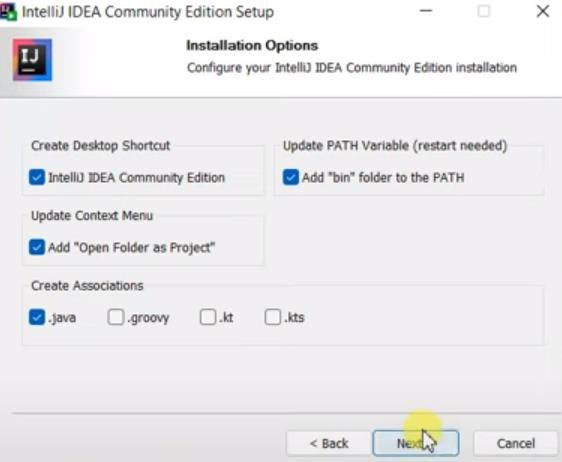 IntelliJ IDEA Community Edition Setup
IJ
Installation Options
Configure your IntelliJ IDEA Community Edition installation
Create Desktop Shortcut
IntelliJ IDEA Community Edition
Update PATH Variable (restart needed)
Add "bin" folder to the PATH
Update Context Menu
Add "Open Folder as Project"
Create Associations
.java .groovy .kt .kts
< Back Next Cancel